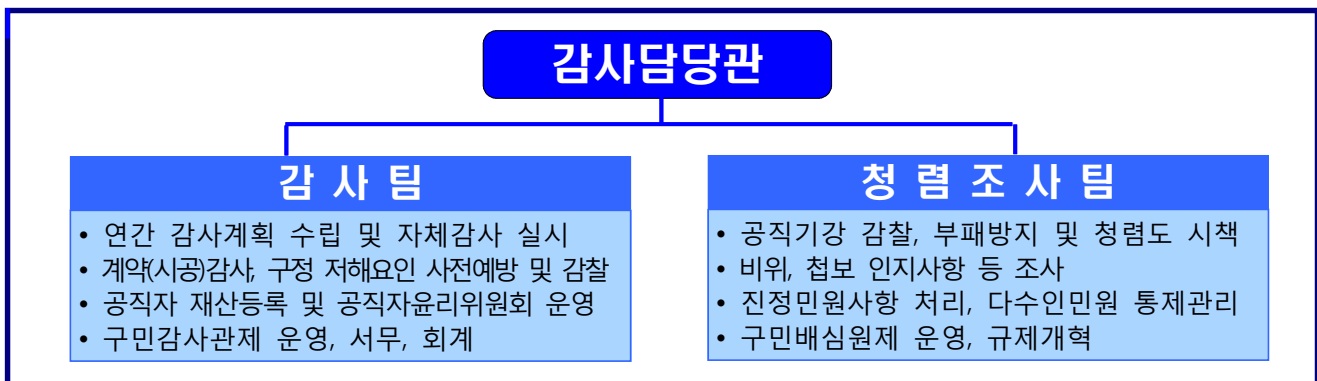 감사담당관
감 사 팀
• 연간 감사계획 수립 및 자체감사 실시
• 계약(시공)감사, 구정 저해요인 사전예방 및 감찰
• 공직자 재산등록 및 공직자윤리위원회 운영
• 구민감사관제 운영, 서무, 회계
청 렴 조 사 팀
• 공직기강 감찰, 부패방지 및 청렴도 시책
• 비위, 첩보 인지사항 등 조사
• 진정민원사항 처리, 다수인민원 통제관리
• 구민배심원제 운영, 규제개혁